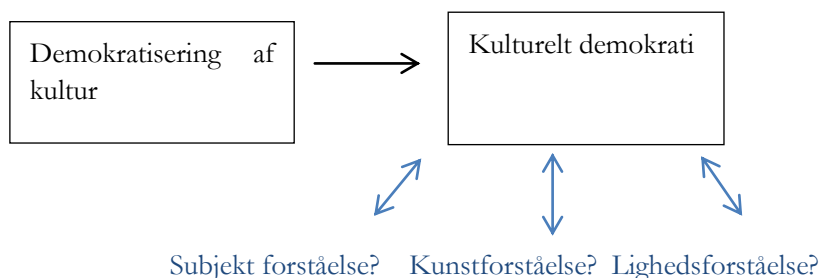 Demokratisering af
kultur
Kulturelt demokrati
Subjekt forståelse? Kunstforståelse? Lighedsforståelse?